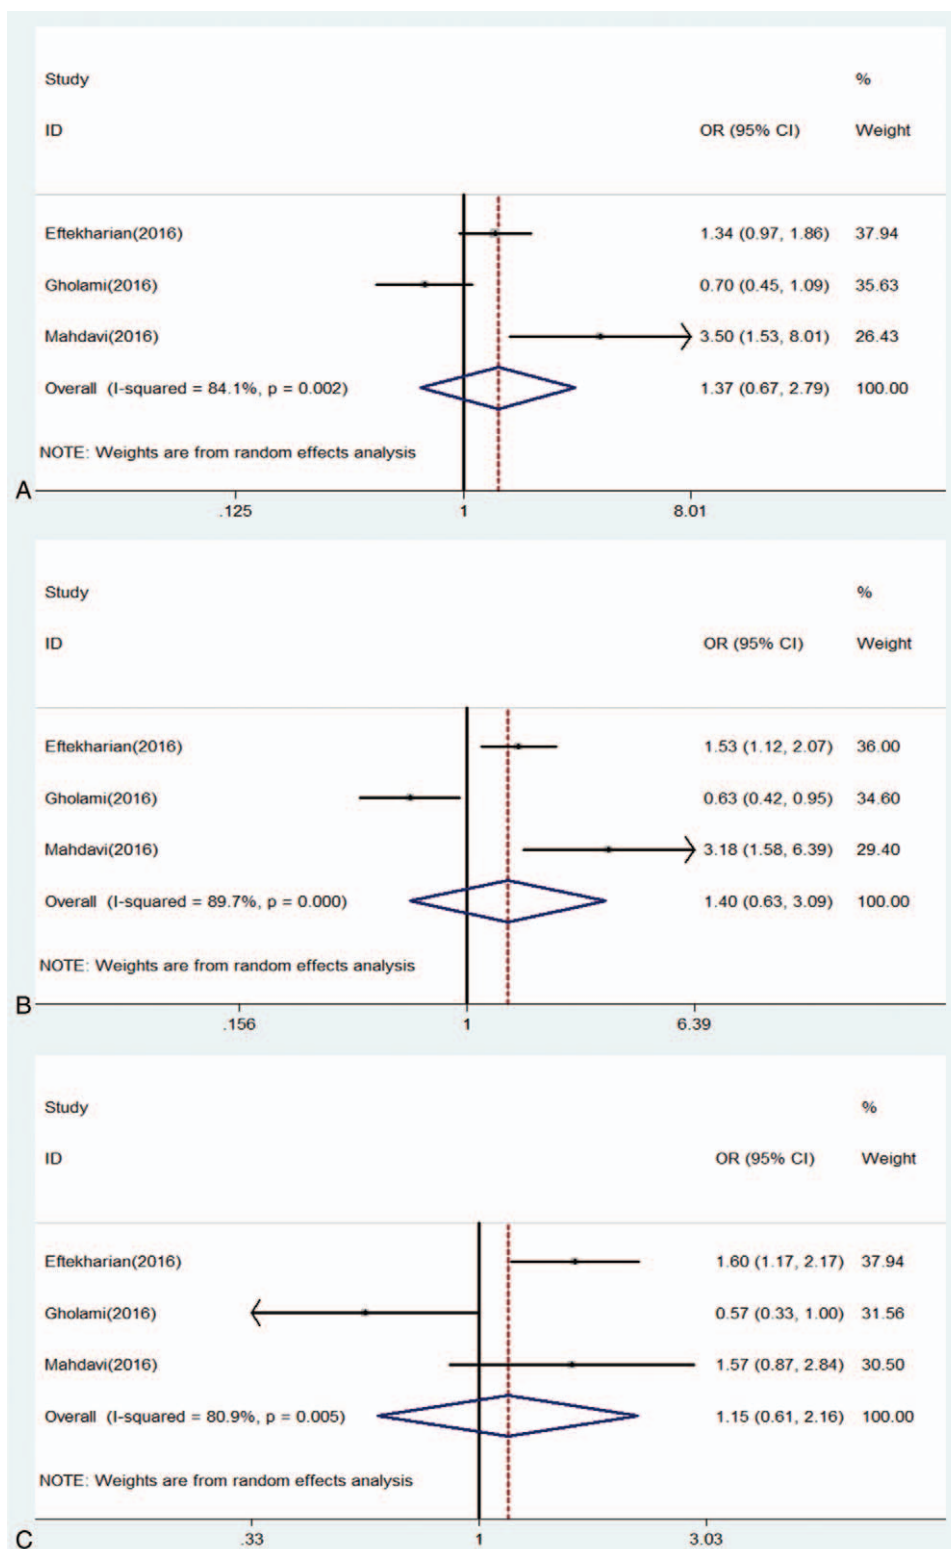 Study %
ID OR (95% CI) Weight
Eftekharian(2016) 1.34 (0.97, 1.86) 37.94
Gholami(2016) 0.70 (0.45, 1.09) 35.63
Mahdavi(2016) 3.50 (1.53, 8.01) 26.43
Overall (I-squared = 84.1%, p = 0.002) 1.37 (0.67, 2.79) 100.00
NOTE: Weights are from random effects analysis
A
.125 1 8.01
Study %
ID OR (95% CI) Weight
Eftekharian(2016) 1.53 (1.12, 2.07) 36.00
Gholami(2016) 0.63 (0.42, 0.95) 34.60
Mahdavi(2016) 3.18 (1.58, 6.39) 29.40
Overall (I-squared = 89.7%, p = 0.000) 1.40 (0.63, 3.09) 100.00
NOTE: Weights are from random effects analysis
B
.156 1 6.39
Study %
ID OR (95% CI) Weight
Eftekharian(2016) 1.60 (1.17, 2.17) 37.94
Gholami(2016) 0.57 (0.33, 1.00) 31.56
Mahdavi(2016) 1.57 (0.87, 2.84) 30.50
Overall (I-squared = 80.9%, p = 0.005) 1.15 (0.61, 2.16) 100.00
NOTE: Weights are from random effects analysis
C
.33 1 3.03